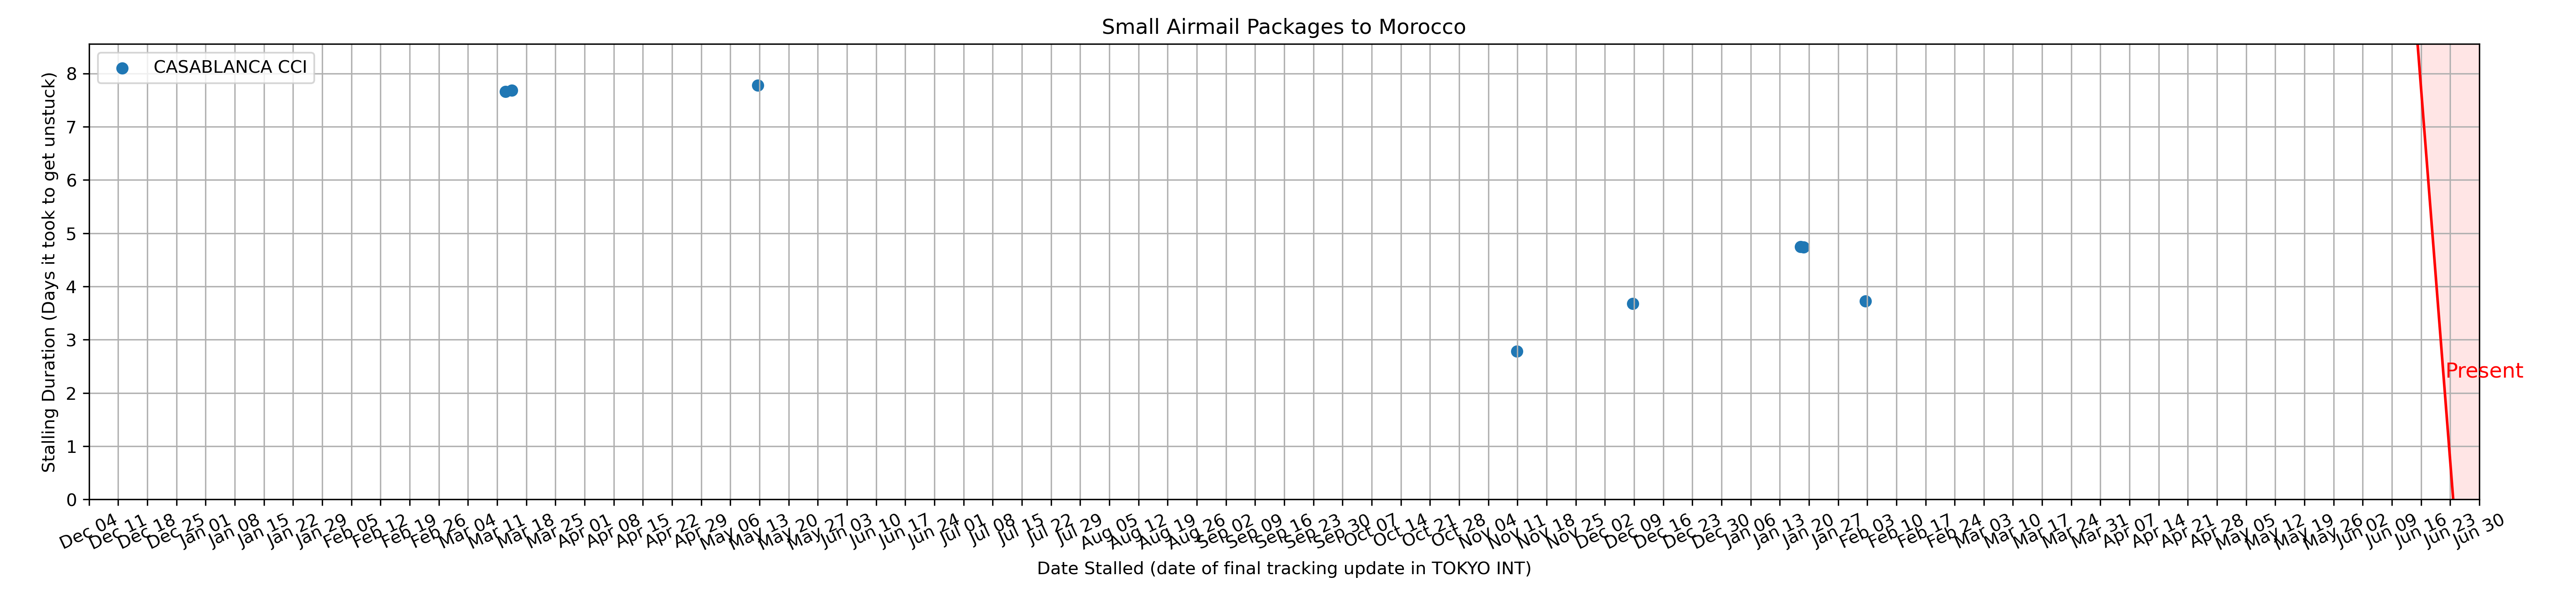 Small Airmail Packages to Morocco
CASABLANCA CCI
Stalling Duration (Days it took to get unstuck)
8
7
6
5
4
3
2
1
0
Present
Dec 04 Dec 11 Dec 18 Dec 25 Jan 01 Jan 08 Jan 15 Jan 22 Jan 29 Feb 05 Feb 12 Feb 19 Feb 26 Mar 04 Mar 11 Mar 18 Mar 25 Apr 01 Apr 08 Apr 15 Apr 22 Apr 29 May 06 May 13 May 20 May 27 Jun 03 Jun 10 Jun 17 Jun 24 Jul 01 Jul 08 Jul 15 Jul 22 Jul 29 Aug 05 Aug 12 Aug 19 Aug 26 Sep 02 Sep 09 Sep 16 Sep 23 Sep 30 Oct 07 Oct 14 Oct 21 Oct 28 Nov 04 Nov 11 Nov 18 Nov 25 Dec 02 Dec 09 Dec 16 Dec 23 Dec 30 Jan 06 Jan 13 Jan 20 Jan 27 Feb 03 Feb 10 Feb 17 Feb 24 Mar 03 Mar 10 Mar 17 Mar 24 Mar 31 Apr 07 Apr 14 Apr 21 Apr 28 May 05 May 12 May 19 May 26 Jun 02 Jun 09 Jun 16 Jun 23 Jun 30
Date Stalled (date of final tracking update in TOKYO INT)